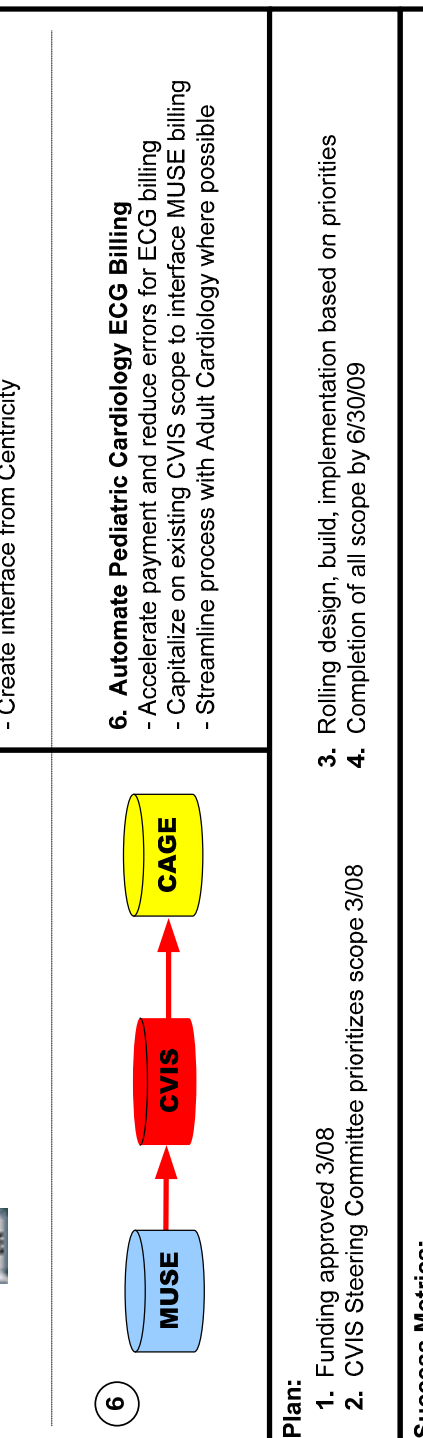 - Create interface from Centricity
6
MUSE
CVIS
CAGE
6. Automate Pediatric Cardiology ECG Billing
- Accelerate payment and reduce errors for ECG billing
- Capitalize on existing CVIS scope to interface MUSE billing
- Streamline process with Adult Cardiology where possible
Plan:
1. Funding approved 3/08
2. CVIS Steering Committee prioritizes scope 3/08
3. Rolling design, build, implementation based on priorities
4. Completion of all scope by 6/30/09
Success Metrics: